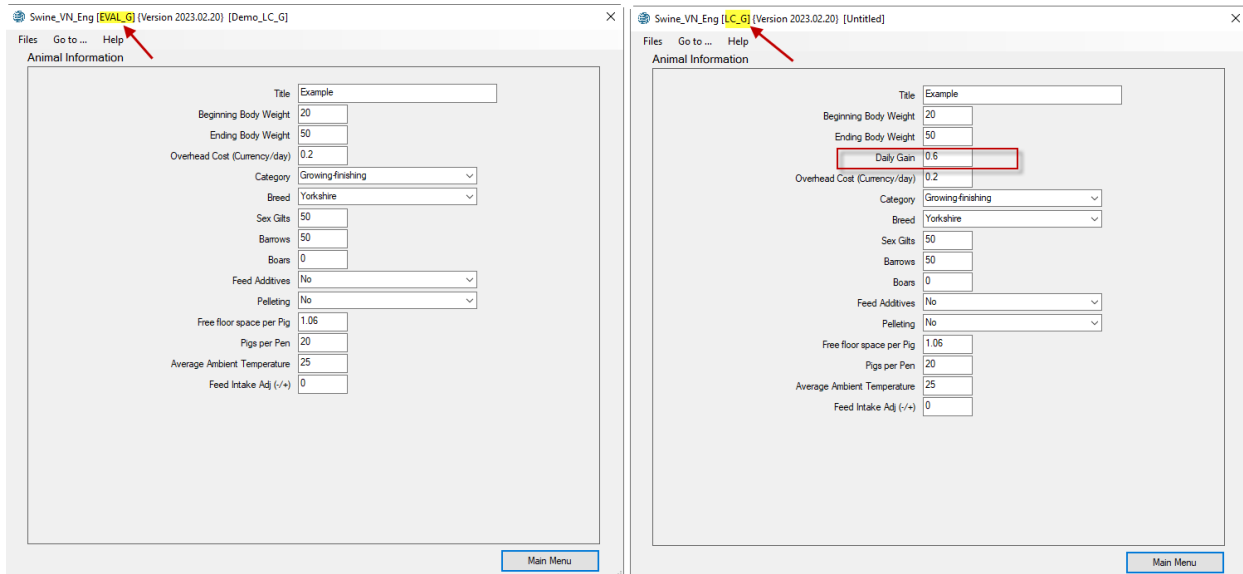 Swine_VN_Eng [EVAL_G] {Version 2023.02.20} [Demo_LC_G]
Files Go to ... Help
Animal Information
Title Example
Beginning Body Weight 20
Ending Body Weight 50
Overhead Cost (Currency/day) 0.2
Category Growing-finishing
Breed Yorkshire
Sex Gilts 50
Barrows 50
Boars 0
Feed Additives No
Pelleting No
Free floor space per Pig 1.06
Pigs per Pen 20
Average Ambient Temperature 25
Feed Intake Adj (-/+) 0
Main Menu
Swine_VN_Eng [LC_G] {Version 2023.02.20} [Untitled]
Files Go to ... Help
Animal Information
Title Example
Beginning Body Weight 20
Ending Body Weight 50
Daily Gain 0.6
Overhead Cost (Currency/day) 0.2
Category Growing-finishing
Breed Yorkshire
Sex Gilts 50
Barrows 50
Boars 0
Feed Additives No
Pelleting No
Free floor space per Pig 1.06
Pigs per Pen 20
Average Ambient Temperature 25
Feed Intake Adj (-/+) 0
Main Menu